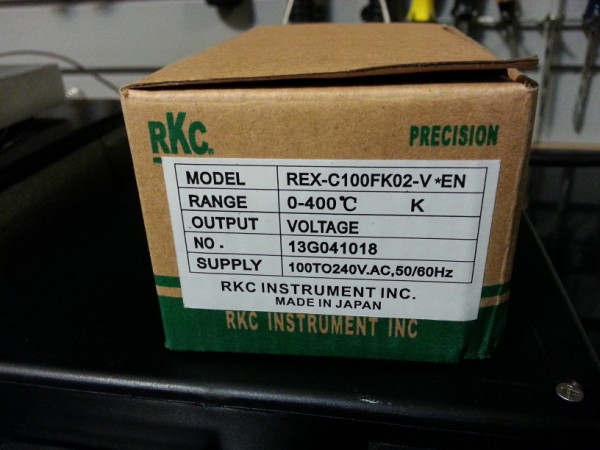 RKC. PRECISION
MODEL REX-C100FK02-V *EN
RANGE 0-400℃ K
OUTPUT VOLTAGE
NO. 13G041018
SUPPLY 100TO240V.AC,50/60Hz
RKC INSTRUMENT INC.
MADE IN JAPAN
RKC INSTRUMENT INC